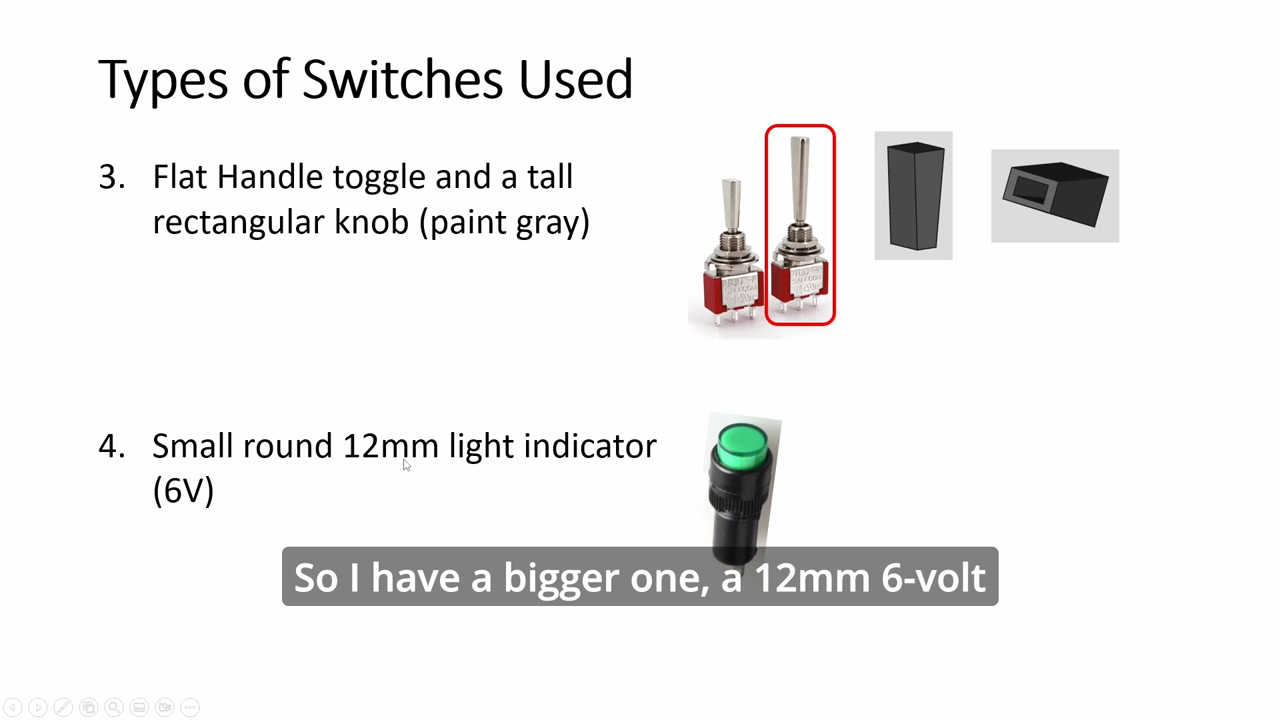 Types of Switches Used
3. Flat Handle toggle and a tall
rectangular knob (paint gray)
4. Small round 12mm light indicator
(6V)
So I have a bigger one, a 12mm 6-volt